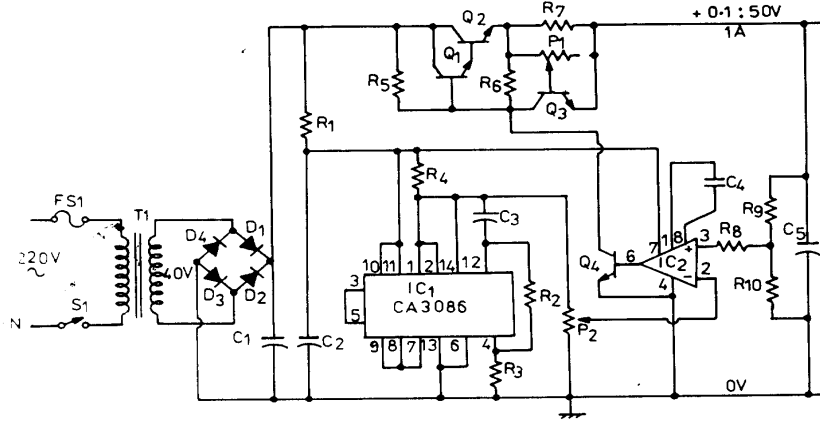 Q2
R7
+ 0·1 : 50V
1A
Q1
P1
R5
R6
Q3
R1
R4
C4
FS1
T1
C3
R9
D4
D1
7
1
8
3
R8
C5
220V
40V
10
11
1
2
14
12
6
IC2
+
−
2
Q4
4
R10
D3
D2
3
IC1
CA3086
R2
S1
5
P2
N
C1
C2
9
8
7
13
6
4
R3
0V